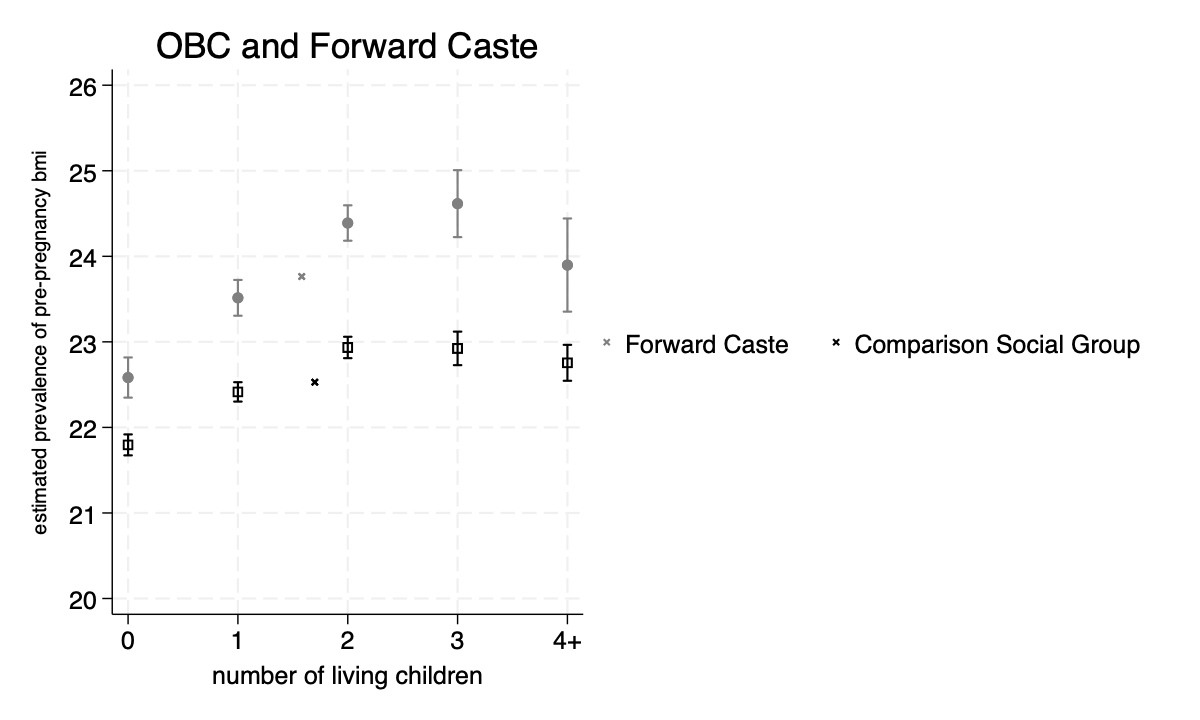 OBC and Forward Caste
estimated prevalence of pre-pregnancy bmi
26
25
24
23
22
21
20
0 1 2 3 4+
number of living children
Forward Caste
Comparison Social Group